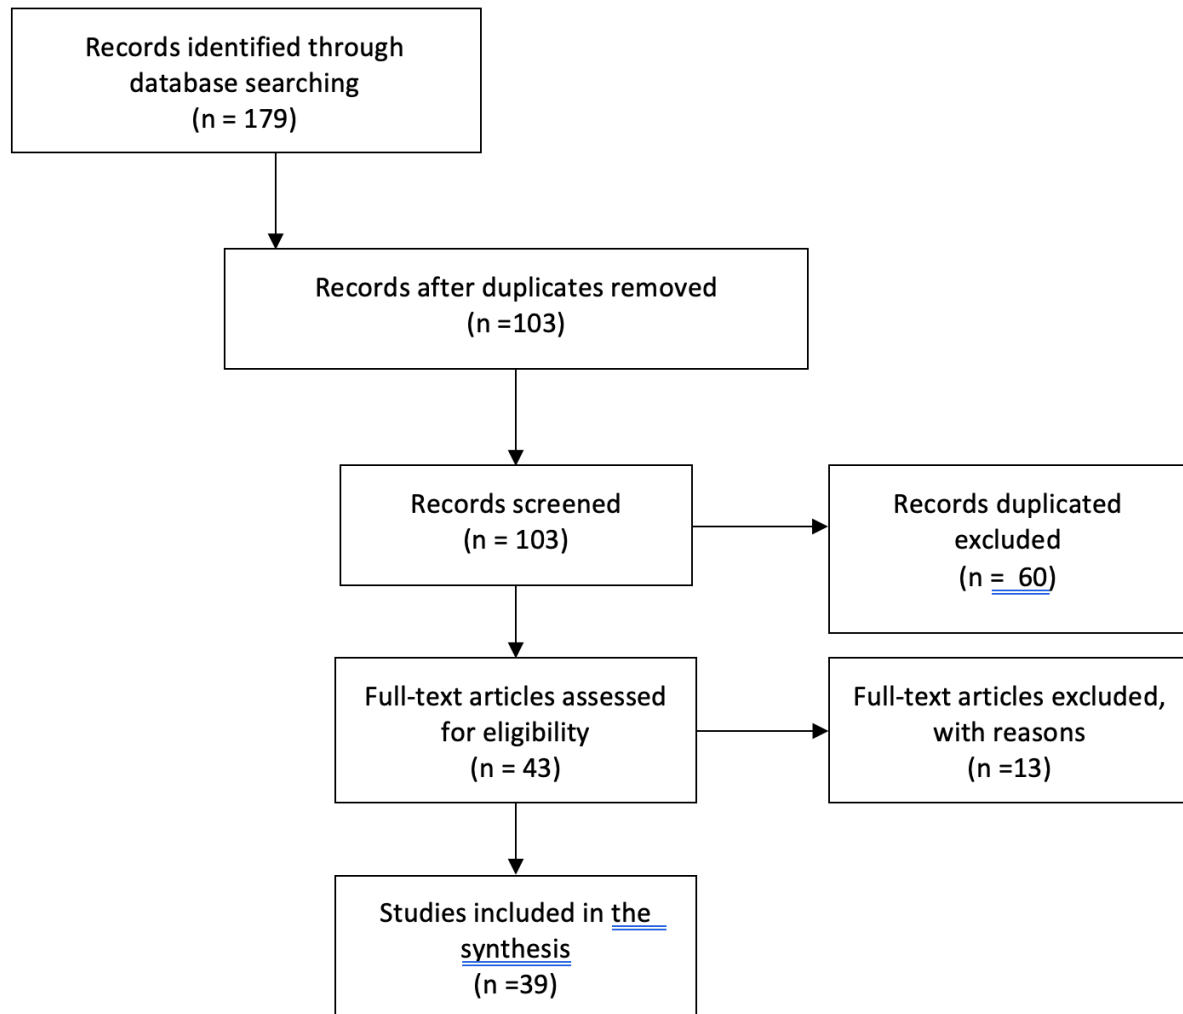 Records identified through
database searching
(n = 179)
Records after duplicates removed
(n =103)
Records screened
(n = 103)
Records duplicated
excluded
(n = 60)
Full-text articles assessed
for eligibility
(n = 43)
Full-text articles excluded,
with reasons
(n =13)
Studies included in the
synthesis
(n =39)